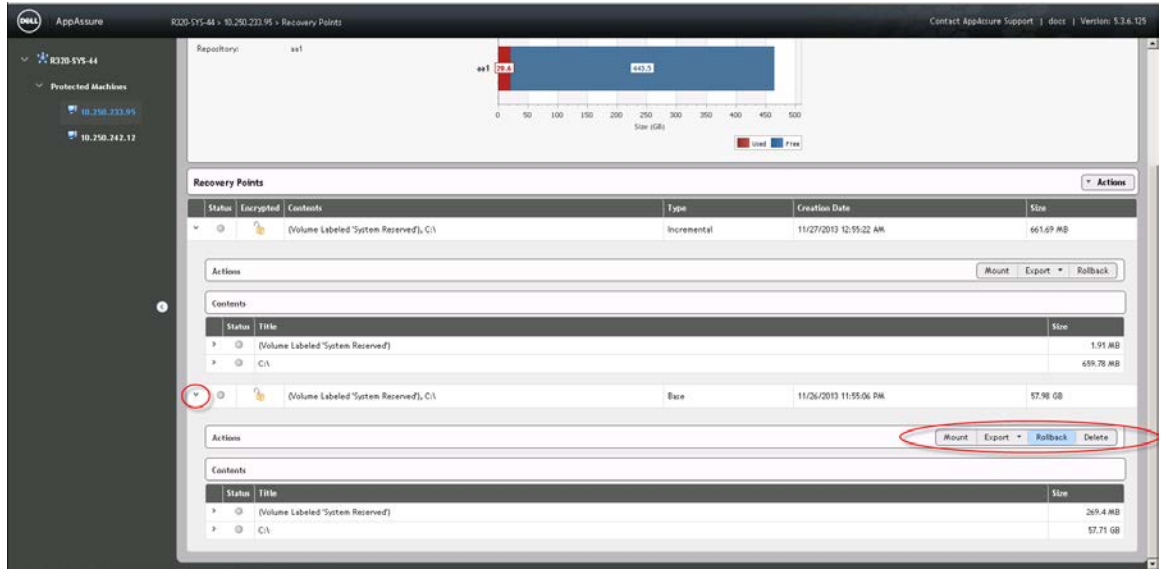 DELL AppAssure R320-SYS-44 > 10.250.233.95 > Recovery Points Contact AppAssure Support | docs | Version: 5.3.6.125
R320-SYS-44
Protected Machines
10.250.233.95
10.250.242.12
Repository: aa1
aa1 20.6 443.5
0 50 100 150 200 250 300 350 400 450 500
Size (GB)
Used Free
Recovery Points Actions
Status Encrypted Contents Type Creation Date Size
(Volume Labeled 'System Reserved'), C:\ Incremental 11/27/2013 12:55:22 AM 661.69 MB
Actions Mount Export Rollback
Contents
Status Title Size
(Volume Labeled 'System Reserved') 1.91 MB
C:\ 659.78 MB
(Volume Labeled 'System Reserved'), C:\ Base 11/26/2013 11:55:06 PM 57.98 GB
Actions Mount Export Rollback Delete
Contents
Status Title Size
(Volume Labeled 'System Reserved') 269.4 MB
C:\ 57.71 GB